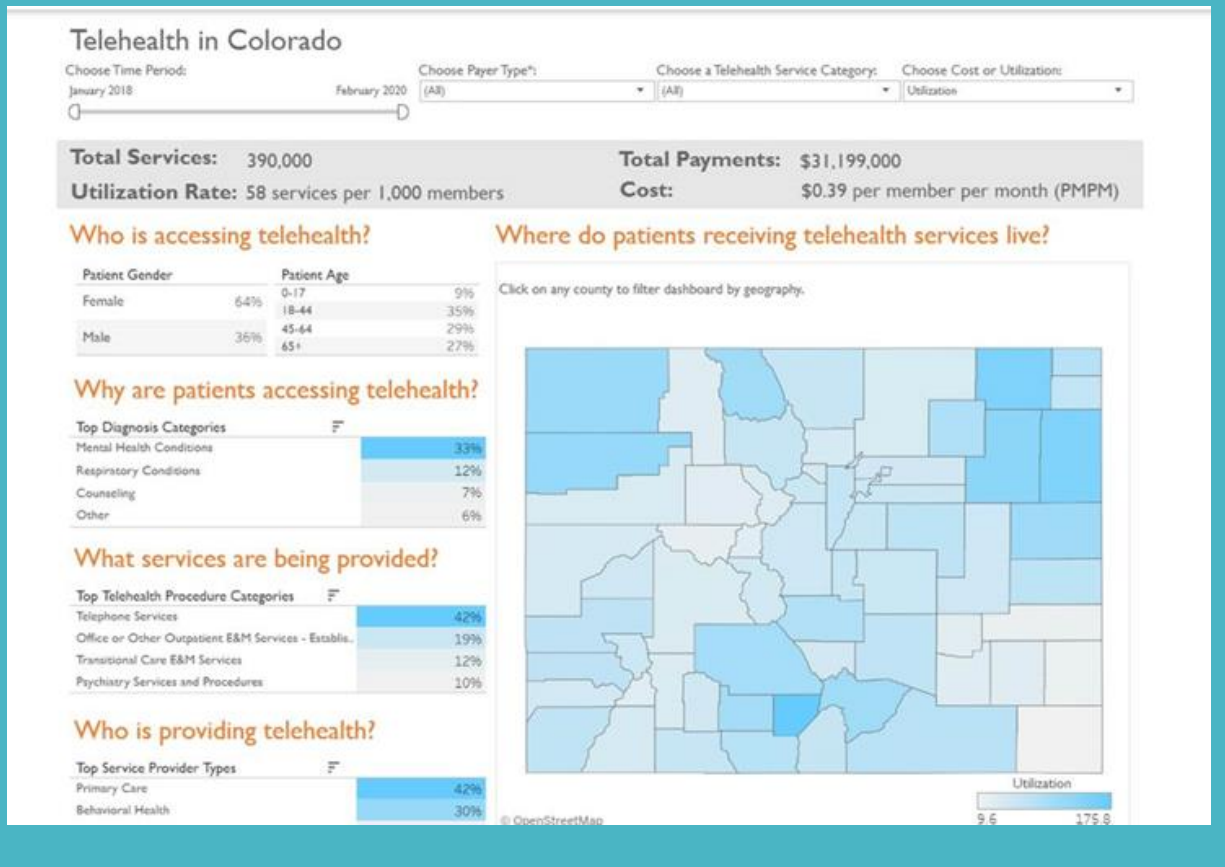 Telehealth in Colorado
Choose Time Period: Choose Payer Type*: Choose a Telehealth Service Category: Choose Cost or Utilization:
January 2018 February 2020 (All) (All) Utilization
Total Services: 390,000 Total Payments: $31,199,000
Utilization Rate: 58 services per 1,000 members Cost: $0.39 per member per month (PMPM)
Who is accessing telehealth?
Patient Gender
Female 64%
Male 36%
Patient Age
0-17 9%
18-44 35%
45-64 29%
65+ 27%
Why are patients accessing telehealth?
Top Diagnosis Categories
Mental Health Conditions 33%
Respiratory Conditions 12%
Counseling 7%
Other 6%
What services are being provided?
Top Telehealth Procedure Categories
Telephone Services 42%
Office or Other Outpatient E&M Services - Establis.. 19%
Transitional Care E&M Services 12%
Psychiatry Services and Procedures 10%
Who is providing telehealth?
Top Service Provider Types
Primary Care 42%
Behavioral Health 30%
Where do patients receiving telehealth services live?
Click on any county to filter dashboard by geography.
Utilization
9.6 175.8
© OpenStreetMap